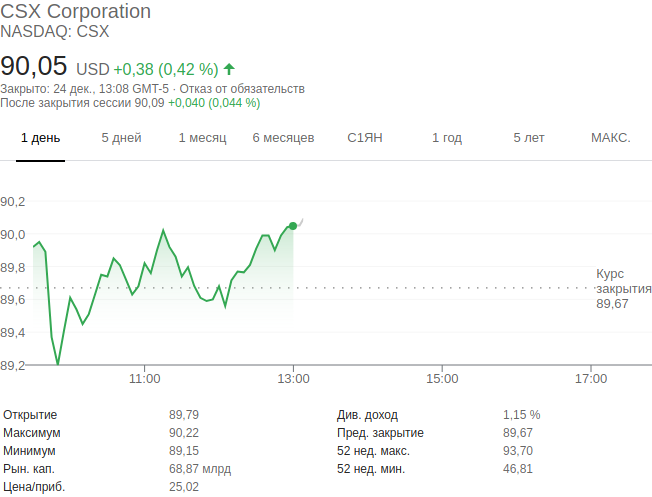 CSX Corporation
NASDAQ: CSX
90,05 USD +0,38 (0,42 %)
Закрыто: 24 дек., 13:08 GMT-5 · Отказ от обязательств
После закрытия сессии 90,09 +0,040 (0,044 %)
1 день 5 дней 1 месяц 6 месяцев С1ЯН 1 год 5 лет МАКС.
90,2
90,0
89,8
Курс
закрытия
89,67
89,6
89,4
89,2
11:00 13:00 15:00 17:00
Открытие 89,79 Див. доход 1,15 %
Максимум 90,22 Пред. закрытие 89,67
Минимум 89,15 52 нед. макс. 93,70
Рын. кап. 68,87 млрд 52 нед. мин. 46,81
Цена/приб. 25,02